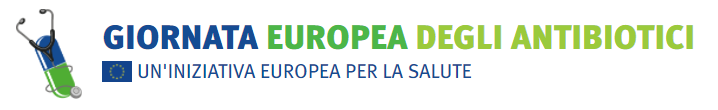 GIORNATA EUROPEA DEGLI ANTIBIOTICI
UN'INIZIATIVA EUROPEA PER LA SALUTE